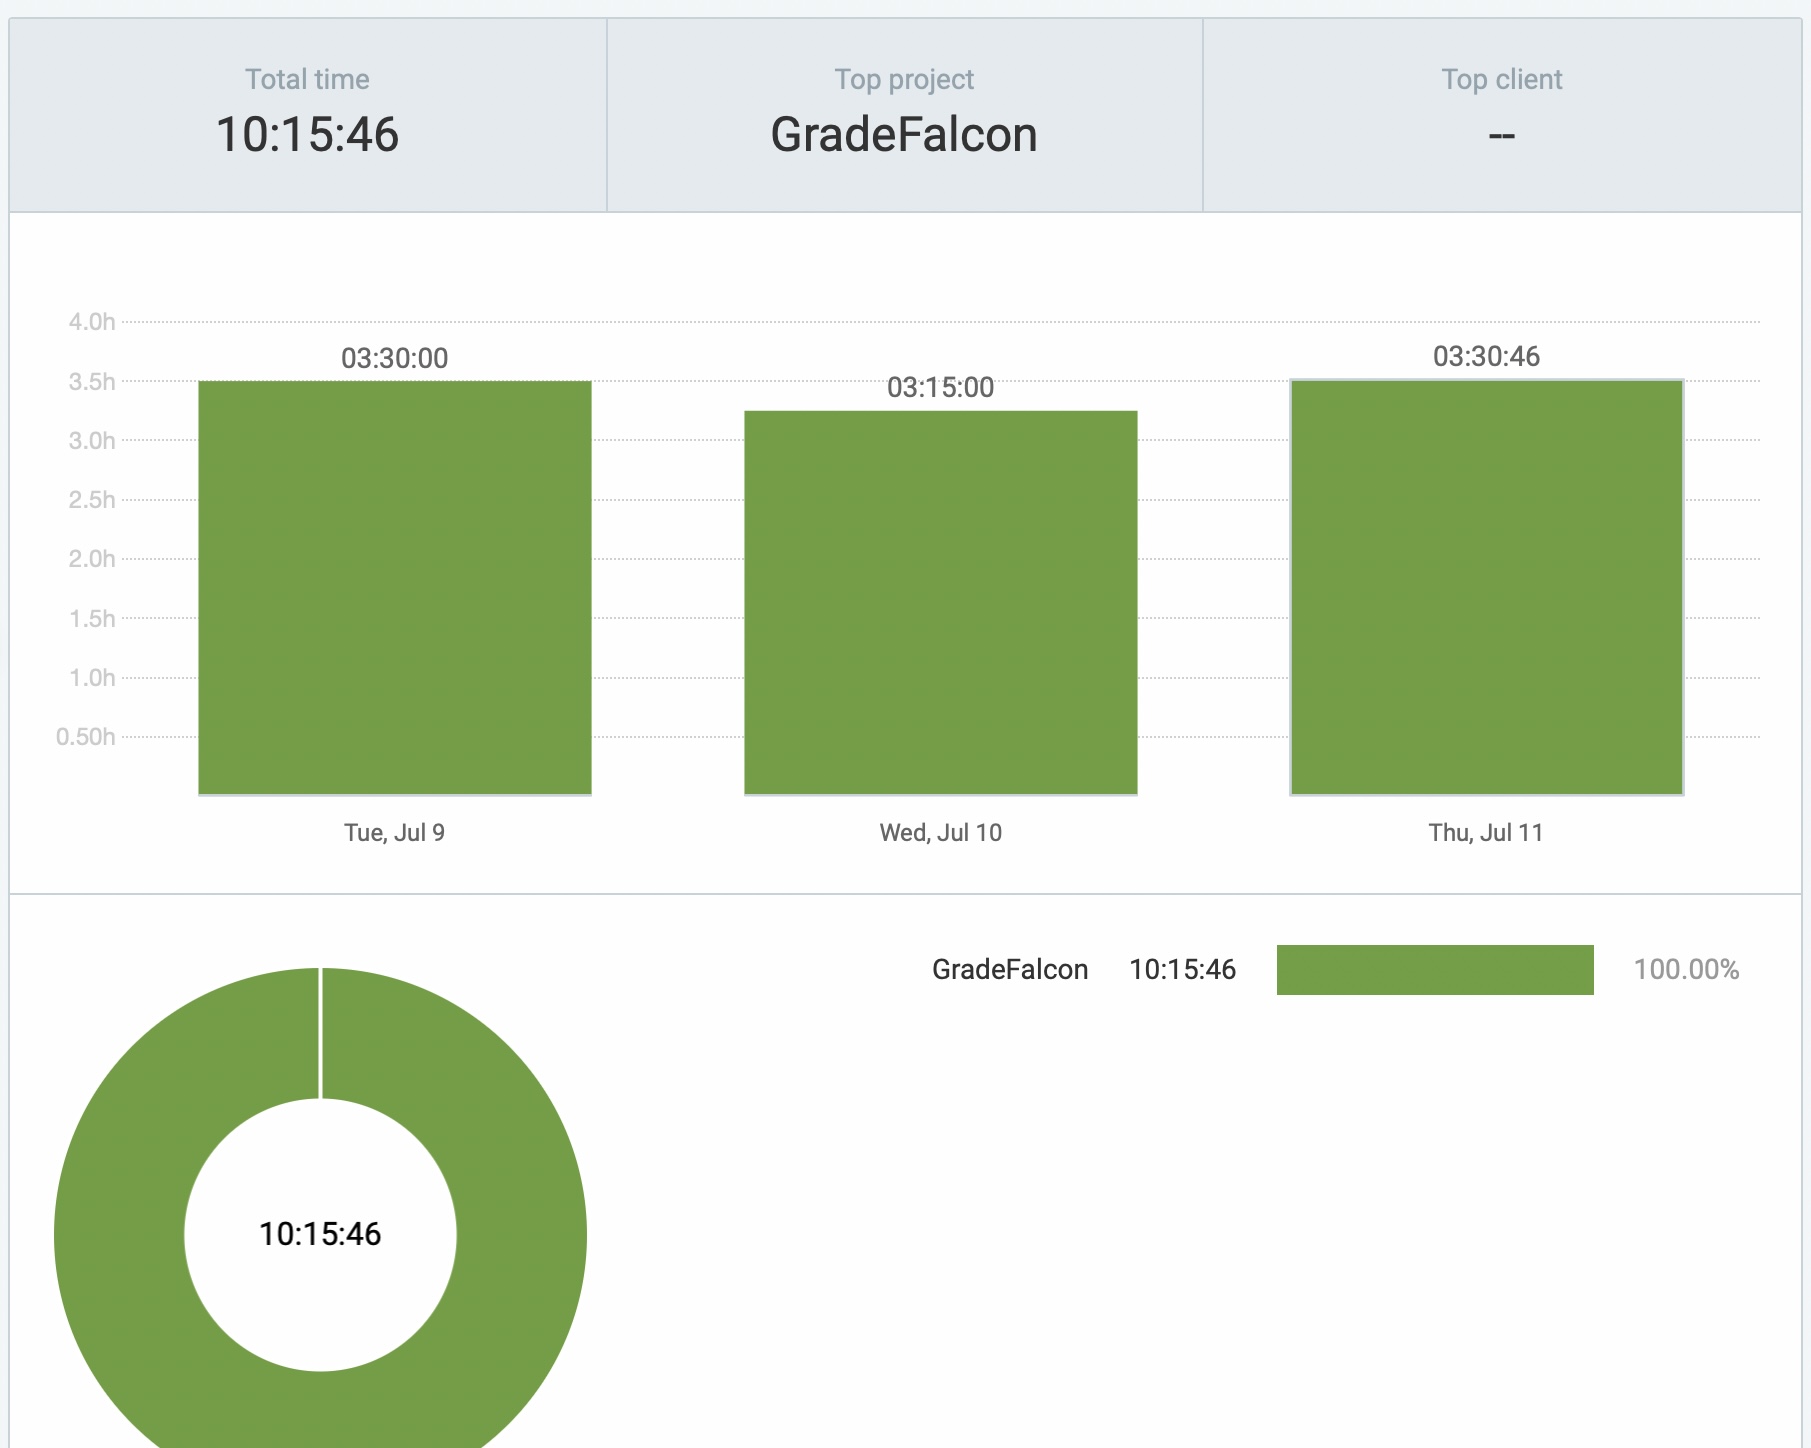 Total time
10:15:46
Top project
GradeFalcon
Top client
--
4.0h
3.5h
3.0h
2.5h
2.0h
1.5h
1.0h
0.50h
03:30:00
03:15:00
03:30:46
Tue, Jul 9
Wed, Jul 10
Thu, Jul 11
GradeFalcon 10:15:46 100.00%
10:15:46